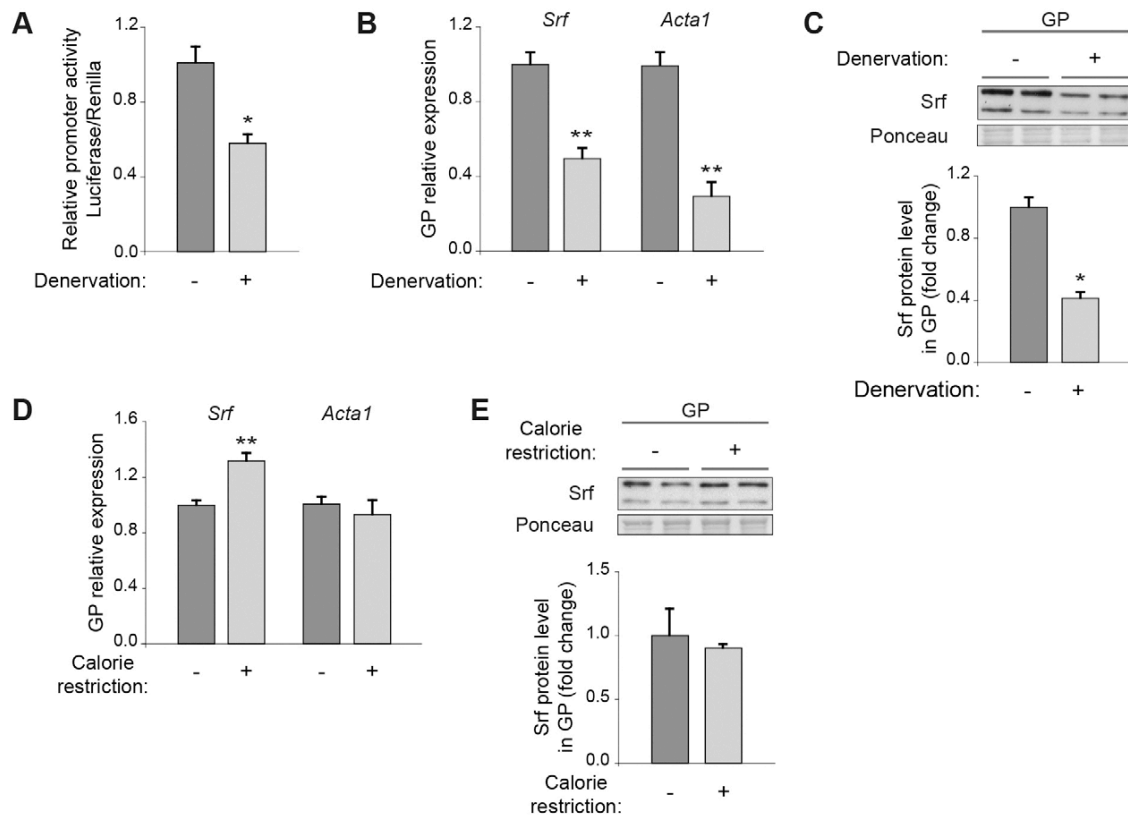 A
Relative promoter activity
Luciferase/Renilla
1.2
0.8
0.4
0.0
*
Denervation:
-
+
B
Srf
Acta1
GP relative expression
1.2
0.8
0.4
0.0
**
**
Denervation:
-
+
-
+
C
GP
Denervation:
-
+
Srf
Ponceau
Srf protein level
in GP (fold change)
1.2
0.8
0.4
0.0
*
Denervation:
-
+
D
Srf
Acta1
GP relative expression
1.6
1.2
0.8
0.4
0.0
**
Calorie
restriction:
-
+
-
+
E
GP
Calorie
restriction:
-
+
Srf
Ponceau
Srf protein level
in GP (fold change)
1.5
1.0
0.5
0.0
Calorie
restriction:
-
+